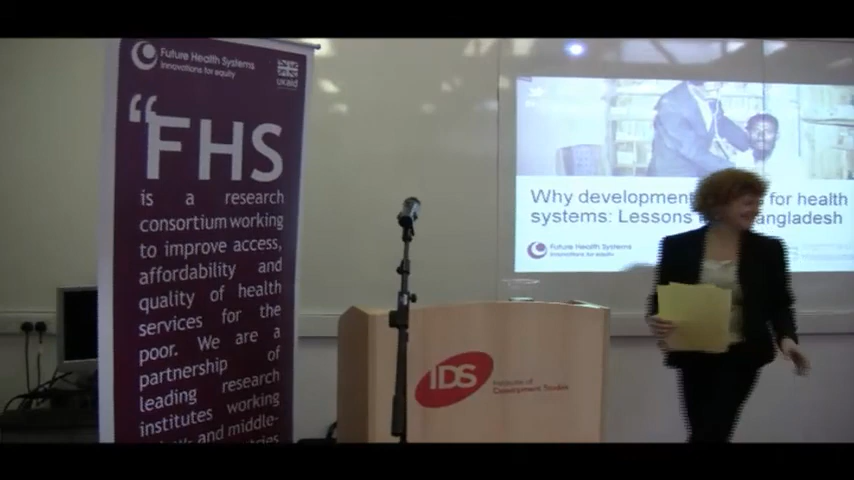 Future Health Systems
Innovations for equity
UKaid
“FHS
is a research
consortium working
to improve access,
affordability and
quality of health
services for the
poor. We are a
partnership of
leading research
institutes working
and middle-
Why development for health
systems: Lessons angladesh
Future Health Systems
Innovations for equity
IDS
Institute of
Development Studies